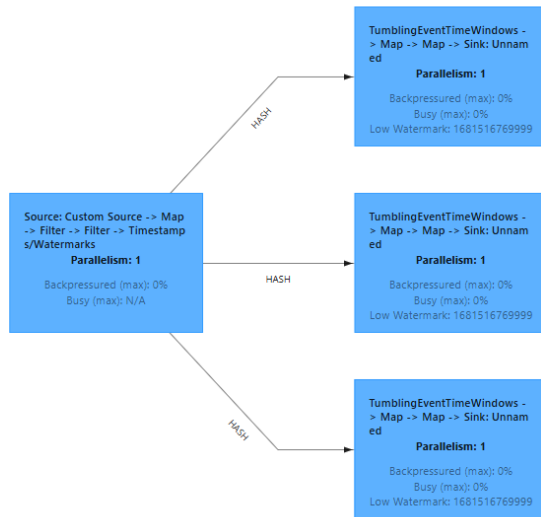 TumblingEventTimeWindows -
> Map -> Map -> Sink: Unnam
ed
Parallelism: 1
Backpressured (max): 0%
Busy (max): 0%
Low Watermark: 1681516769999
HASH
Source: Custom Source -> Map
-> Filter -> Filter -> Timestamp
s/Watermarks
Parallelism: 1
Backpressured (max): 0%
Busy (max): N/A
HASH
TumblingEventTimeWindows -
> Map -> Map -> Sink: Unnam
ed
Parallelism: 1
Backpressured (max): 0%
Busy (max): 0%
Low Watermark: 1681516769999
HASH
TumblingEventTimeWindows -
> Map -> Map -> Sink: Unnam
ed
Parallelism: 1
Backpressured (max): 0%
Busy (max): 0%
Low Watermark: 1681516769999